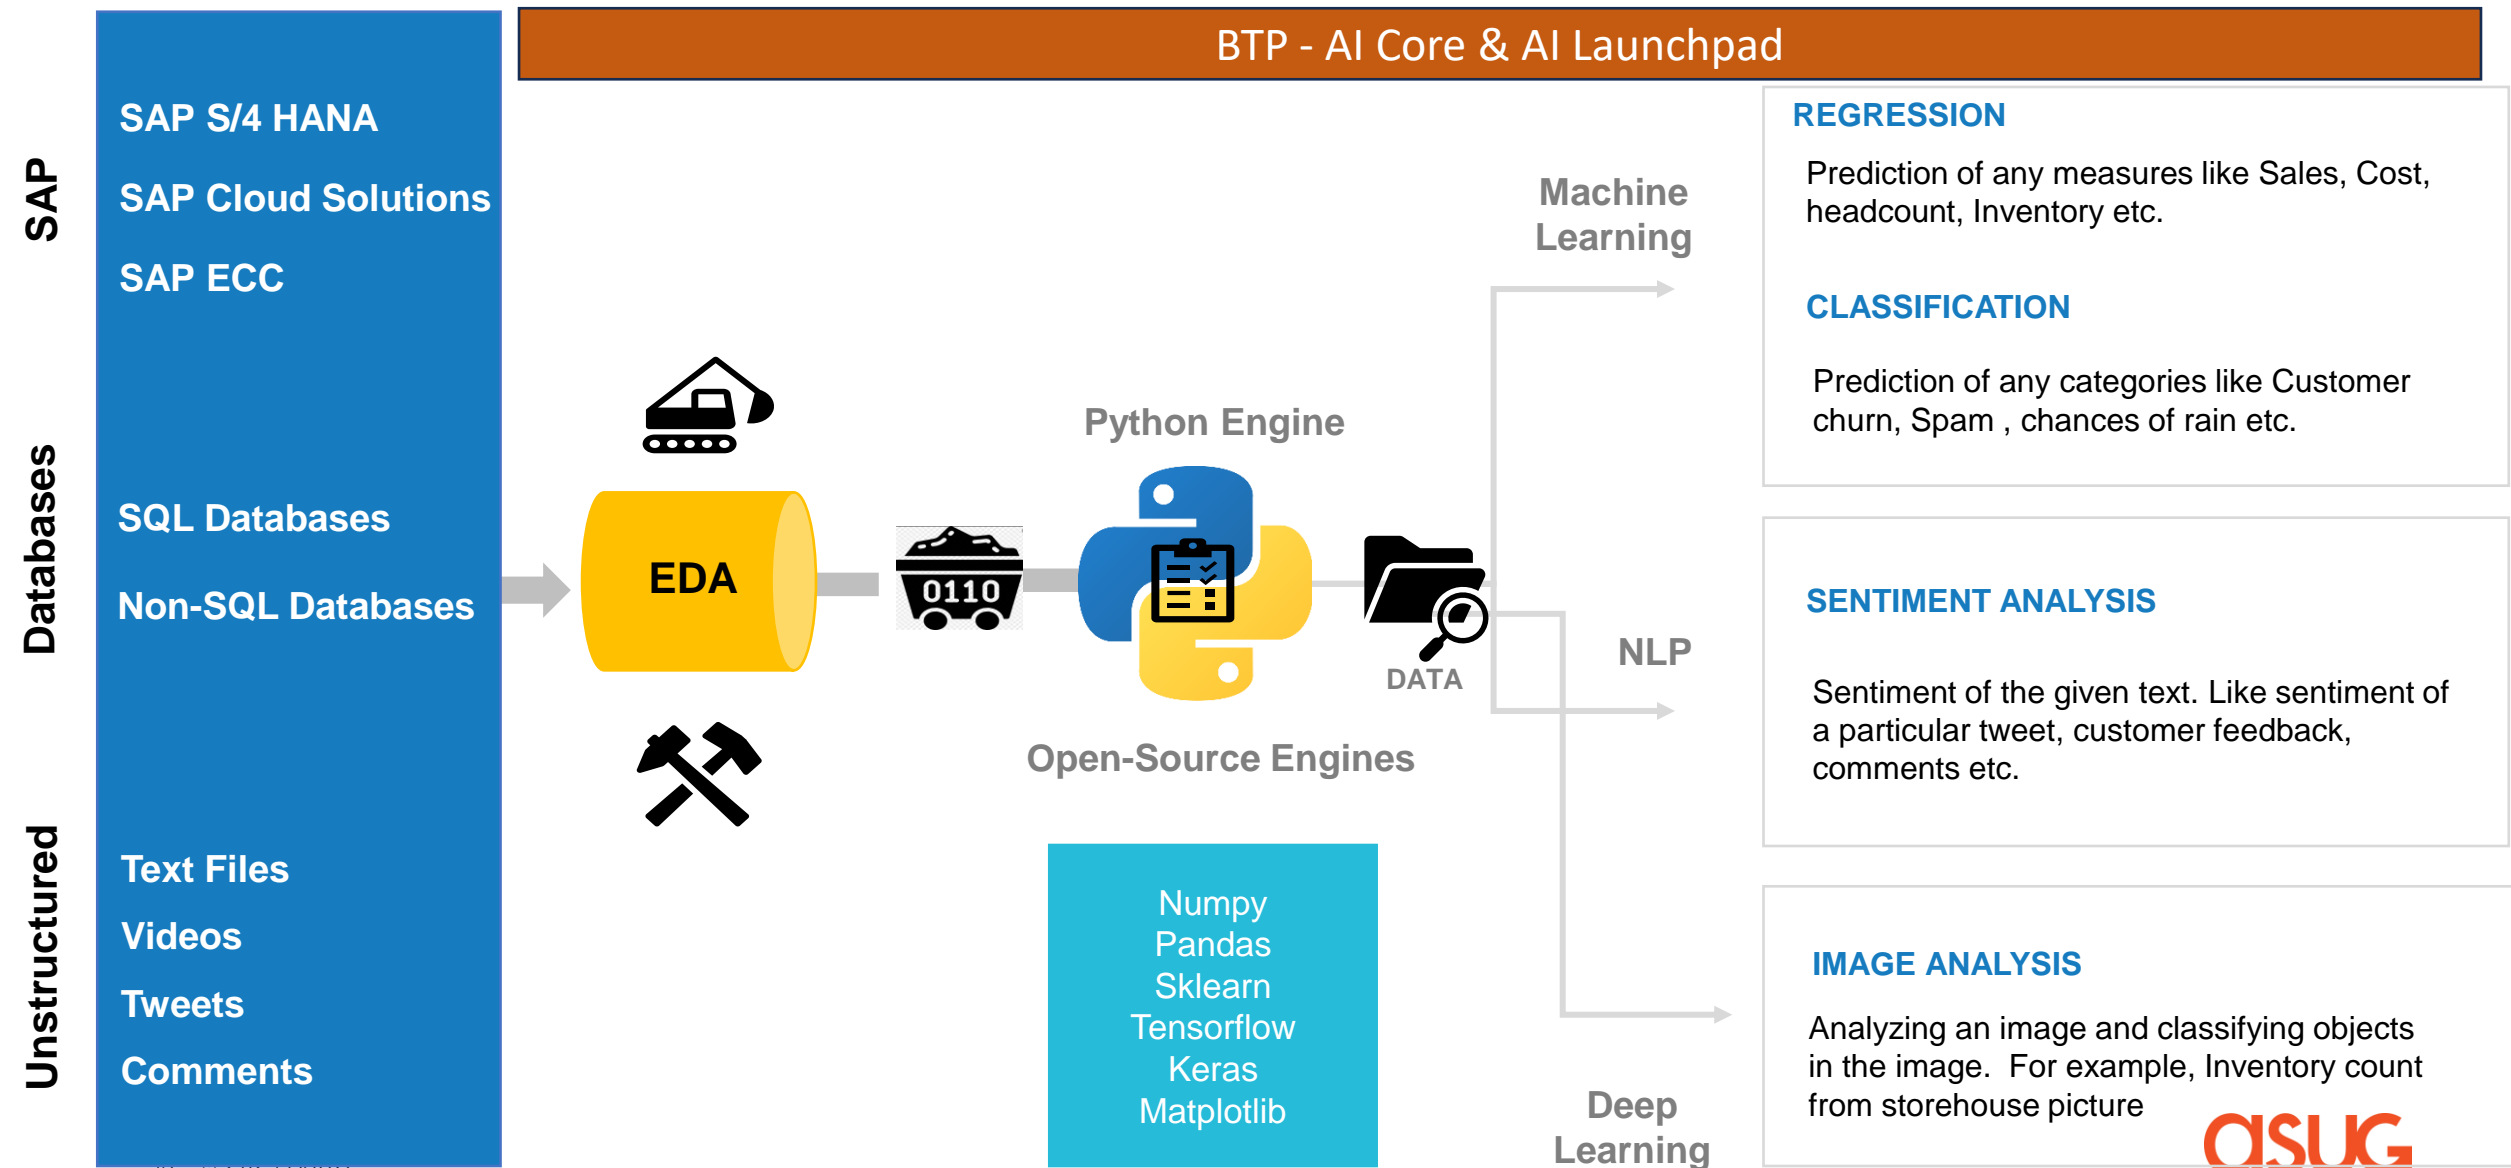 BTP - AI Core & AI Launchpad
SAP
SAP S/4 HANA
SAP Cloud Solutions
SAP ECC
Databases
SQL Databases
Non-SQL Databases
Unstructured
Text Files
Videos
Tweets
Comments
EDA
0110
Python Engine
Open-Source Engines
Numpy
Pandas
Sklearn
Tensorflow
Keras
Matplotlib
DATA
Machine
Learning
NLP
Deep
Learning
REGRESSION
Prediction of any measures like Sales, Cost,
headcount, Inventory etc.
CLASSIFICATION
Prediction of any categories like Customer
churn, Spam , chances of rain etc.
SENTIMENT ANALYSIS
Sentiment of the given text. Like sentiment of
a particular tweet, customer feedback,
comments etc.
IMAGE ANALYSIS
Analyzing an image and classifying objects
in the image.  For example, Inventory count
from storehouse picture
asug